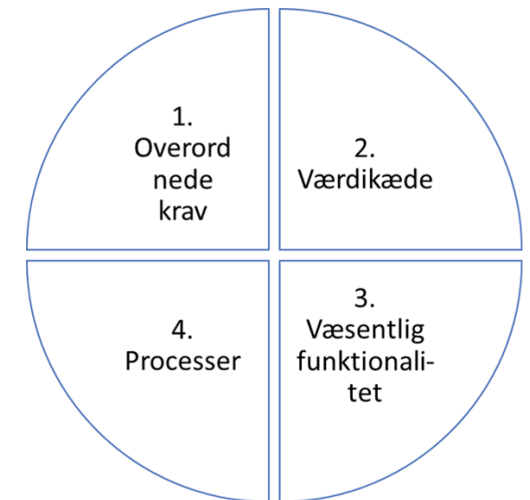 1.
Overord
nede
krav
2.
Værdikæde
3.
Væsentlig
funktionali-
tet
4.
Processer